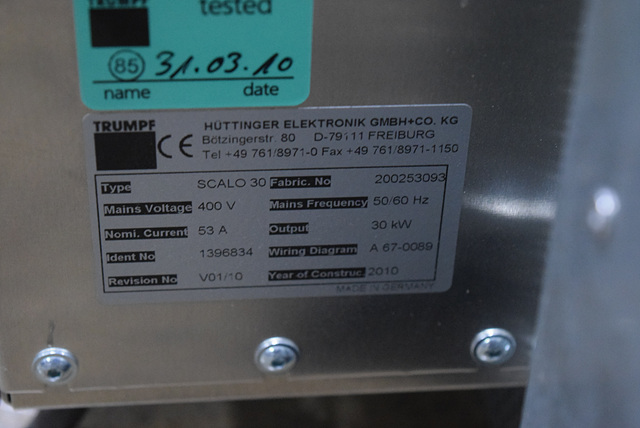 TRUMPF tested
85 31.03.10
name date
TRUMPF HÜTTINGER ELEKTRONIK GMBH+CO. KG
CE Bötzingerstr. 80 D-79111 FREIBURG
Tel +49 761/8971-0 Fax +49 761/8971-1150
Type SCALO 30 Fabric. No 200253093
Mains Voltage 400 V Mains Frequency 50/60 Hz
Nomi. Current 53 A Output 30 kW
Ident No 1396834 Wiring Diagram A 67-0089
Revision No V01/10 Year of Construc. 2010
MADE IN GERMANY